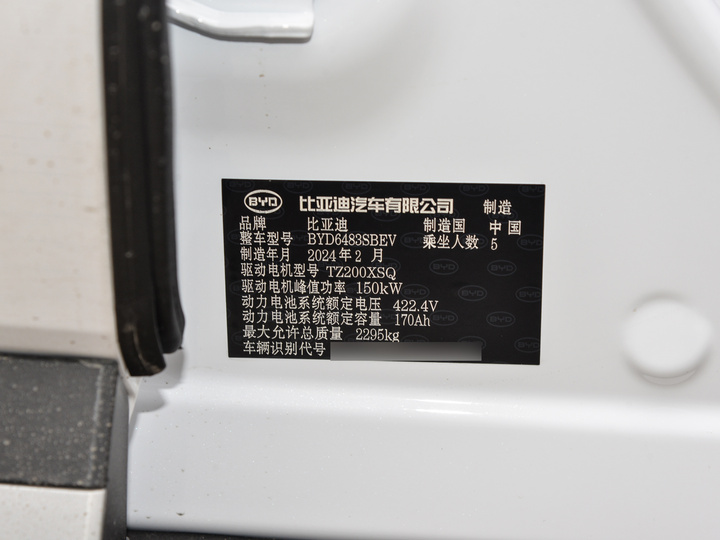 BYD 比亚迪汽车有限公司 制造
品牌 比亚迪 制造国 中国
整车型号 BYD6483SBEV 乘坐人数 5
制造年月 2024年2月
驱动电机型号 TZ200XSQ
驱动电机峰值功率 150kW
动力电池系统额定电压 422.4V
动力电池系统额定容量 170Ah
最大允许总质量 2295kg
车辆识别代号